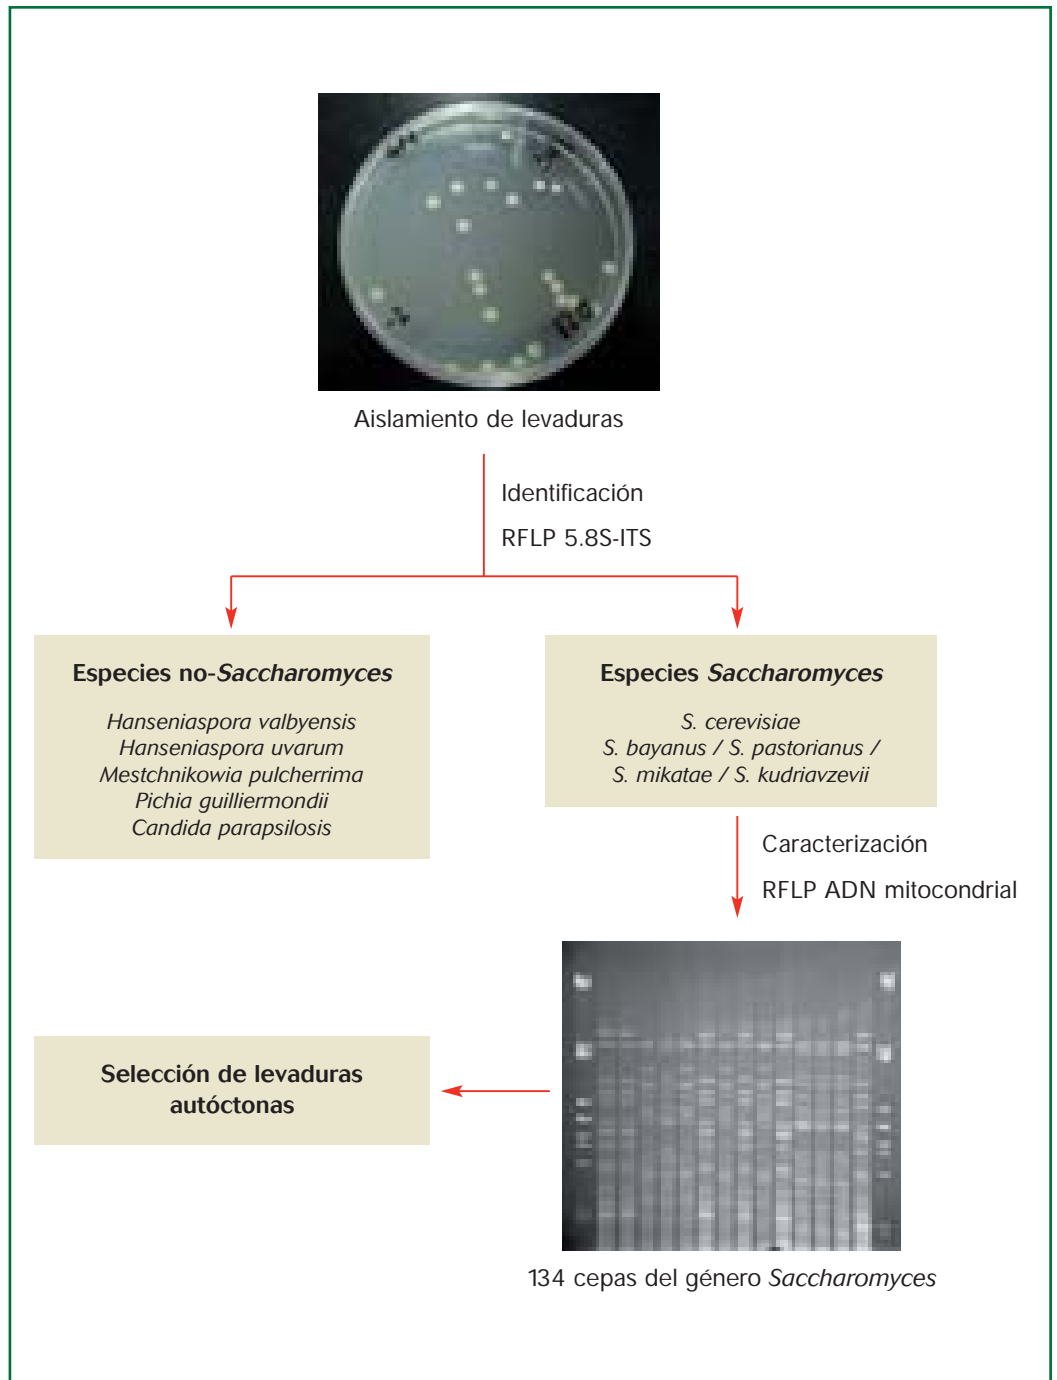 Aislamiento de levaduras
Identificación
RFLP 5.8S-ITS
Especies no-Saccharomyces
Hanseniaspora valbyensis
Hanseniaspora uvarum
Mestchnikowia pulcherrima
Pichia guilliermondii
Candida parapsilosis
Especies Saccharomyces
S. cerevisiae
S. bayanus / S. pastorianus /
S. mikatae / S. kudriavzevii
Caracterización
RFLP ADN mitocondrial
Selección de levaduras
autóctonas
134 cepas del género Saccharomyces